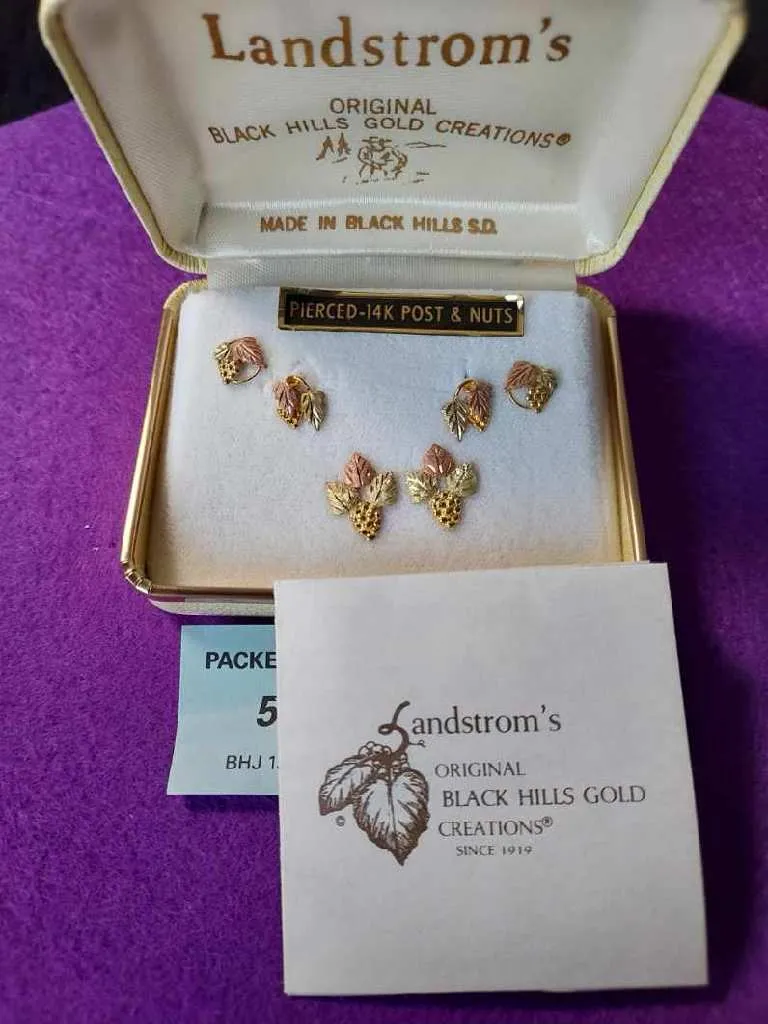 Landstrom's
ORIGINAL
BLACK HILLS GOLD CREATIONS®
MADE IN BLACK HILLS S.D.
PIERCED-14K POST & NUTS
PACKE
5
BHJ 1
Landstrom's
ORIGINAL
BLACK HILLS GOLD
CREATIONS®
SINCE 1919
©